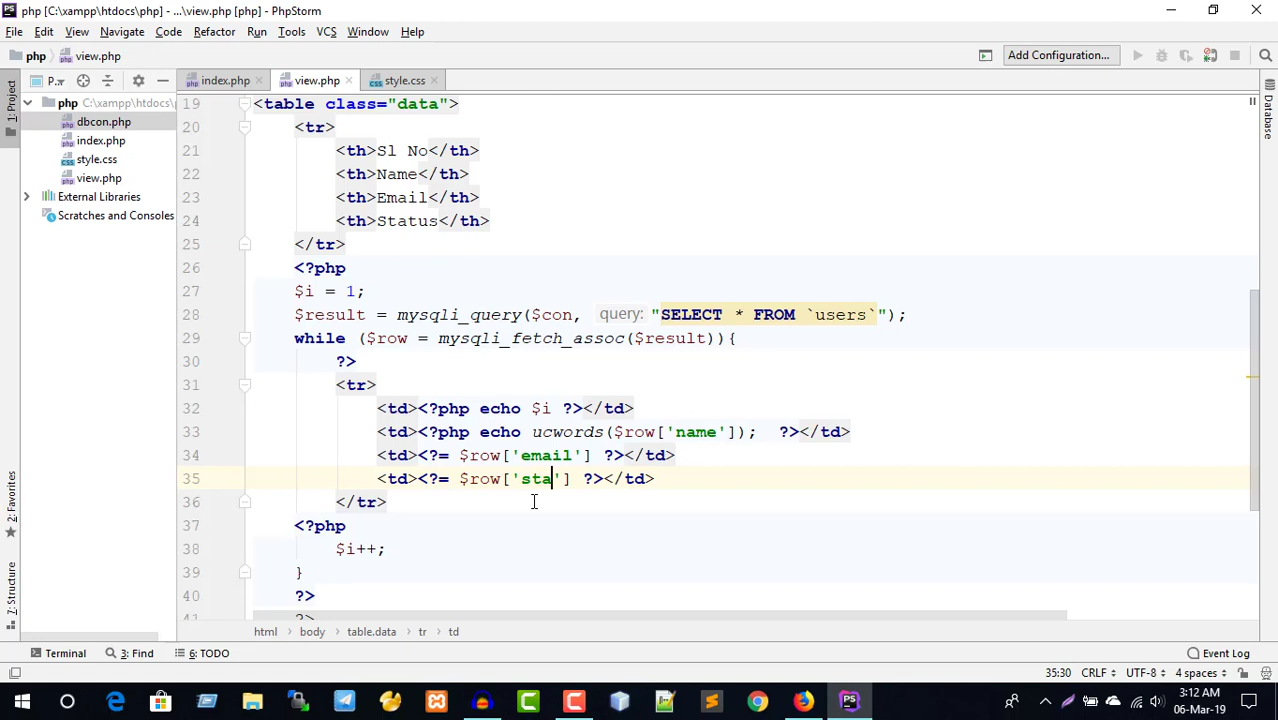 php [C:\xampp\htdocs\php] - ...\view.php [php] - PhpStorm
File Edit View Navigate Code Refactor Run Tools VCS Window Help
php view.php Add Configuration...
P.. index.php view.php style.css
1: Project
php C:\xampp\htdocs\
dbcon.php
index.php
style.css
view.php
External Libraries
Scratches and Consoles
2: Favorites
7: Structure
Database
19 <table class="data">
20 <tr>
21 <th>Sl No</th>
22 <th>Name</th>
23 <th>Email</th>
24 <th>Status</th>
25 </tr>
26 <?php
27 $i = 1;
28 $result = mysqli_query($con, query: "SELECT * FROM `users`");
29 while ($row = mysqli_fetch_assoc($result)){
30 ?>
31 <tr>
32 <td><?php echo $i ?></td>
33 <td><?php echo ucwords($row['name']); ?></td>
34 <td><?= $row['email'] ?></td>
35 <td><?= $row['sta'] ?></td>
36 </tr>
37 <?php
38 $i++;
39 }
40 ?>
41 ?>
html body table.data tr td
Terminal 3: Find 6: TODO Event Log
35:30 CRLF UTF-8 4 spaces
3:12 AM
06-Mar-19